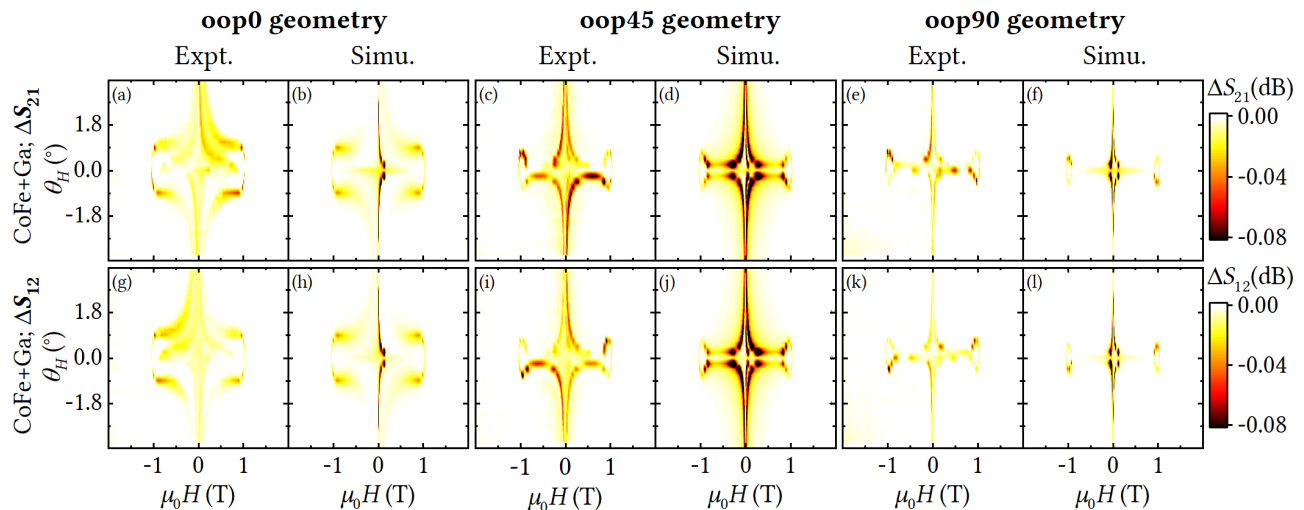 oop0 geometry oop45 geometry oop90 geometry
Expt. Simu. Expt. Simu. Expt. Simu.
CoFe+Ga; ΔS21
θH (°)
1.8
0.0
-1.8
(a) (b) (c) (d) (e) (f)
ΔS21(dB)
0.00
-0.04
-0.08
CoFe+Ga; ΔS12
θH (°)
1.8
0.0
-1.8
(g) (h) (i) (j) (k) (l)
ΔS12(dB)
0.00
-0.04
-0.08
-1 0 1 -1 0 1 -1 0 1 -1 0 1 -1 0 1 -1 0 1
μ0H (T) μ0H (T) μ0H (T) μ0H (T) μ0H (T) μ0H (T)